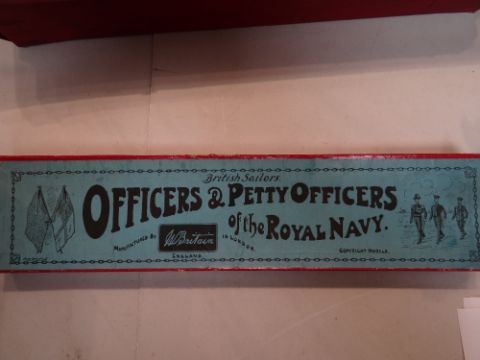 British Sailors.
OFFICERS & PETTY OFFICERS
of the ROYAL NAVY.
MANUFACTURED BY W Britain IN LONDON.
ENGLAND
COPYRIGHT MODELS.